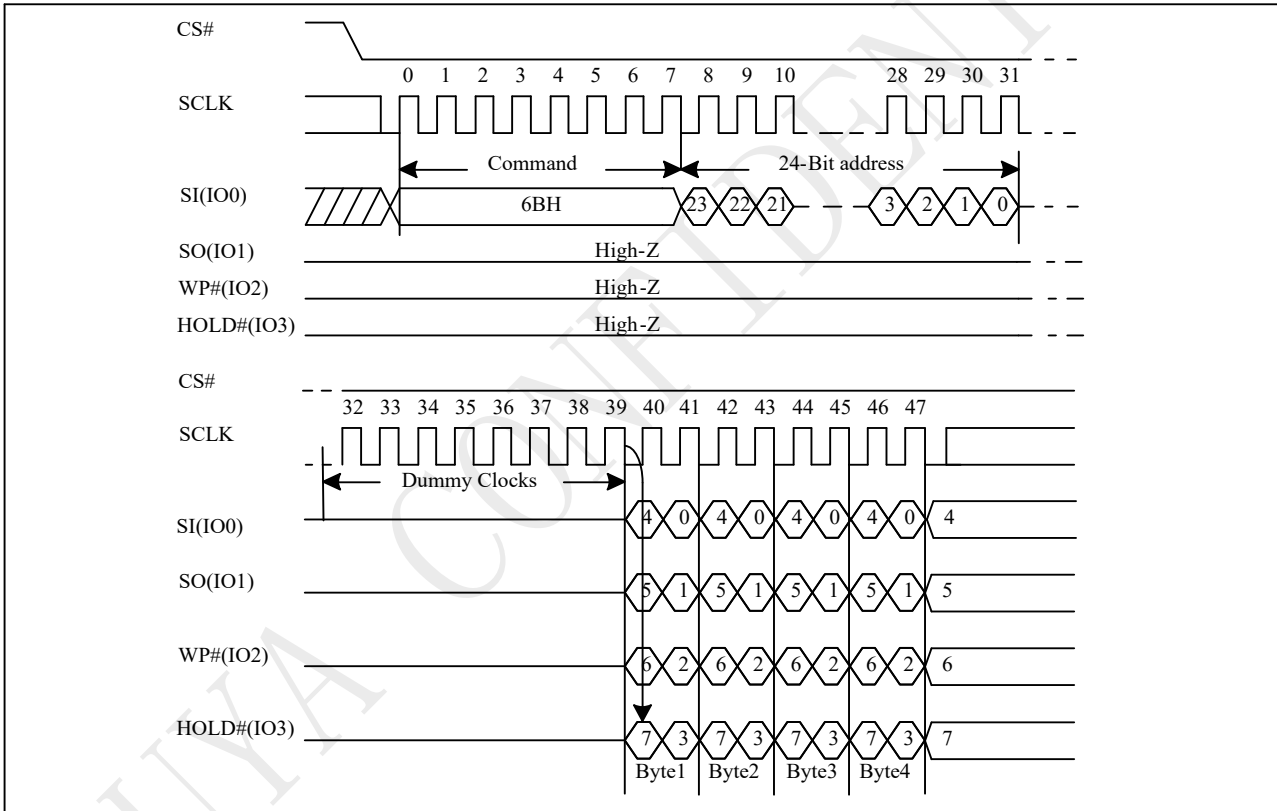 CS#
0 1 2 3 4 5 6 7 8 9 10 28 29 30 31
SCLK
Command 24-Bit address
SI(IO0) 6BH 23 22 21 3 2 1 0
SO(IO1) High-Z
WP#(IO2) High-Z
HOLD#(IO3) High-Z
CS#
32 33 34 35 36 37 38 39 40 41 42 43 44 45 46 47
SCLK
Dummy Clocks
SI(IO0) 4 0 4 0 4 0 4 0 4
SO(IO1) 5 1 5 1 5 1 5 1 5
WP#(IO2) 6 2 6 2 6 2 6 2 6
HOLD#(IO3) 7 3 7 3 7 3 7 3 7
Byte1 Byte2 Byte3 Byte4
UYA CONFIDENT